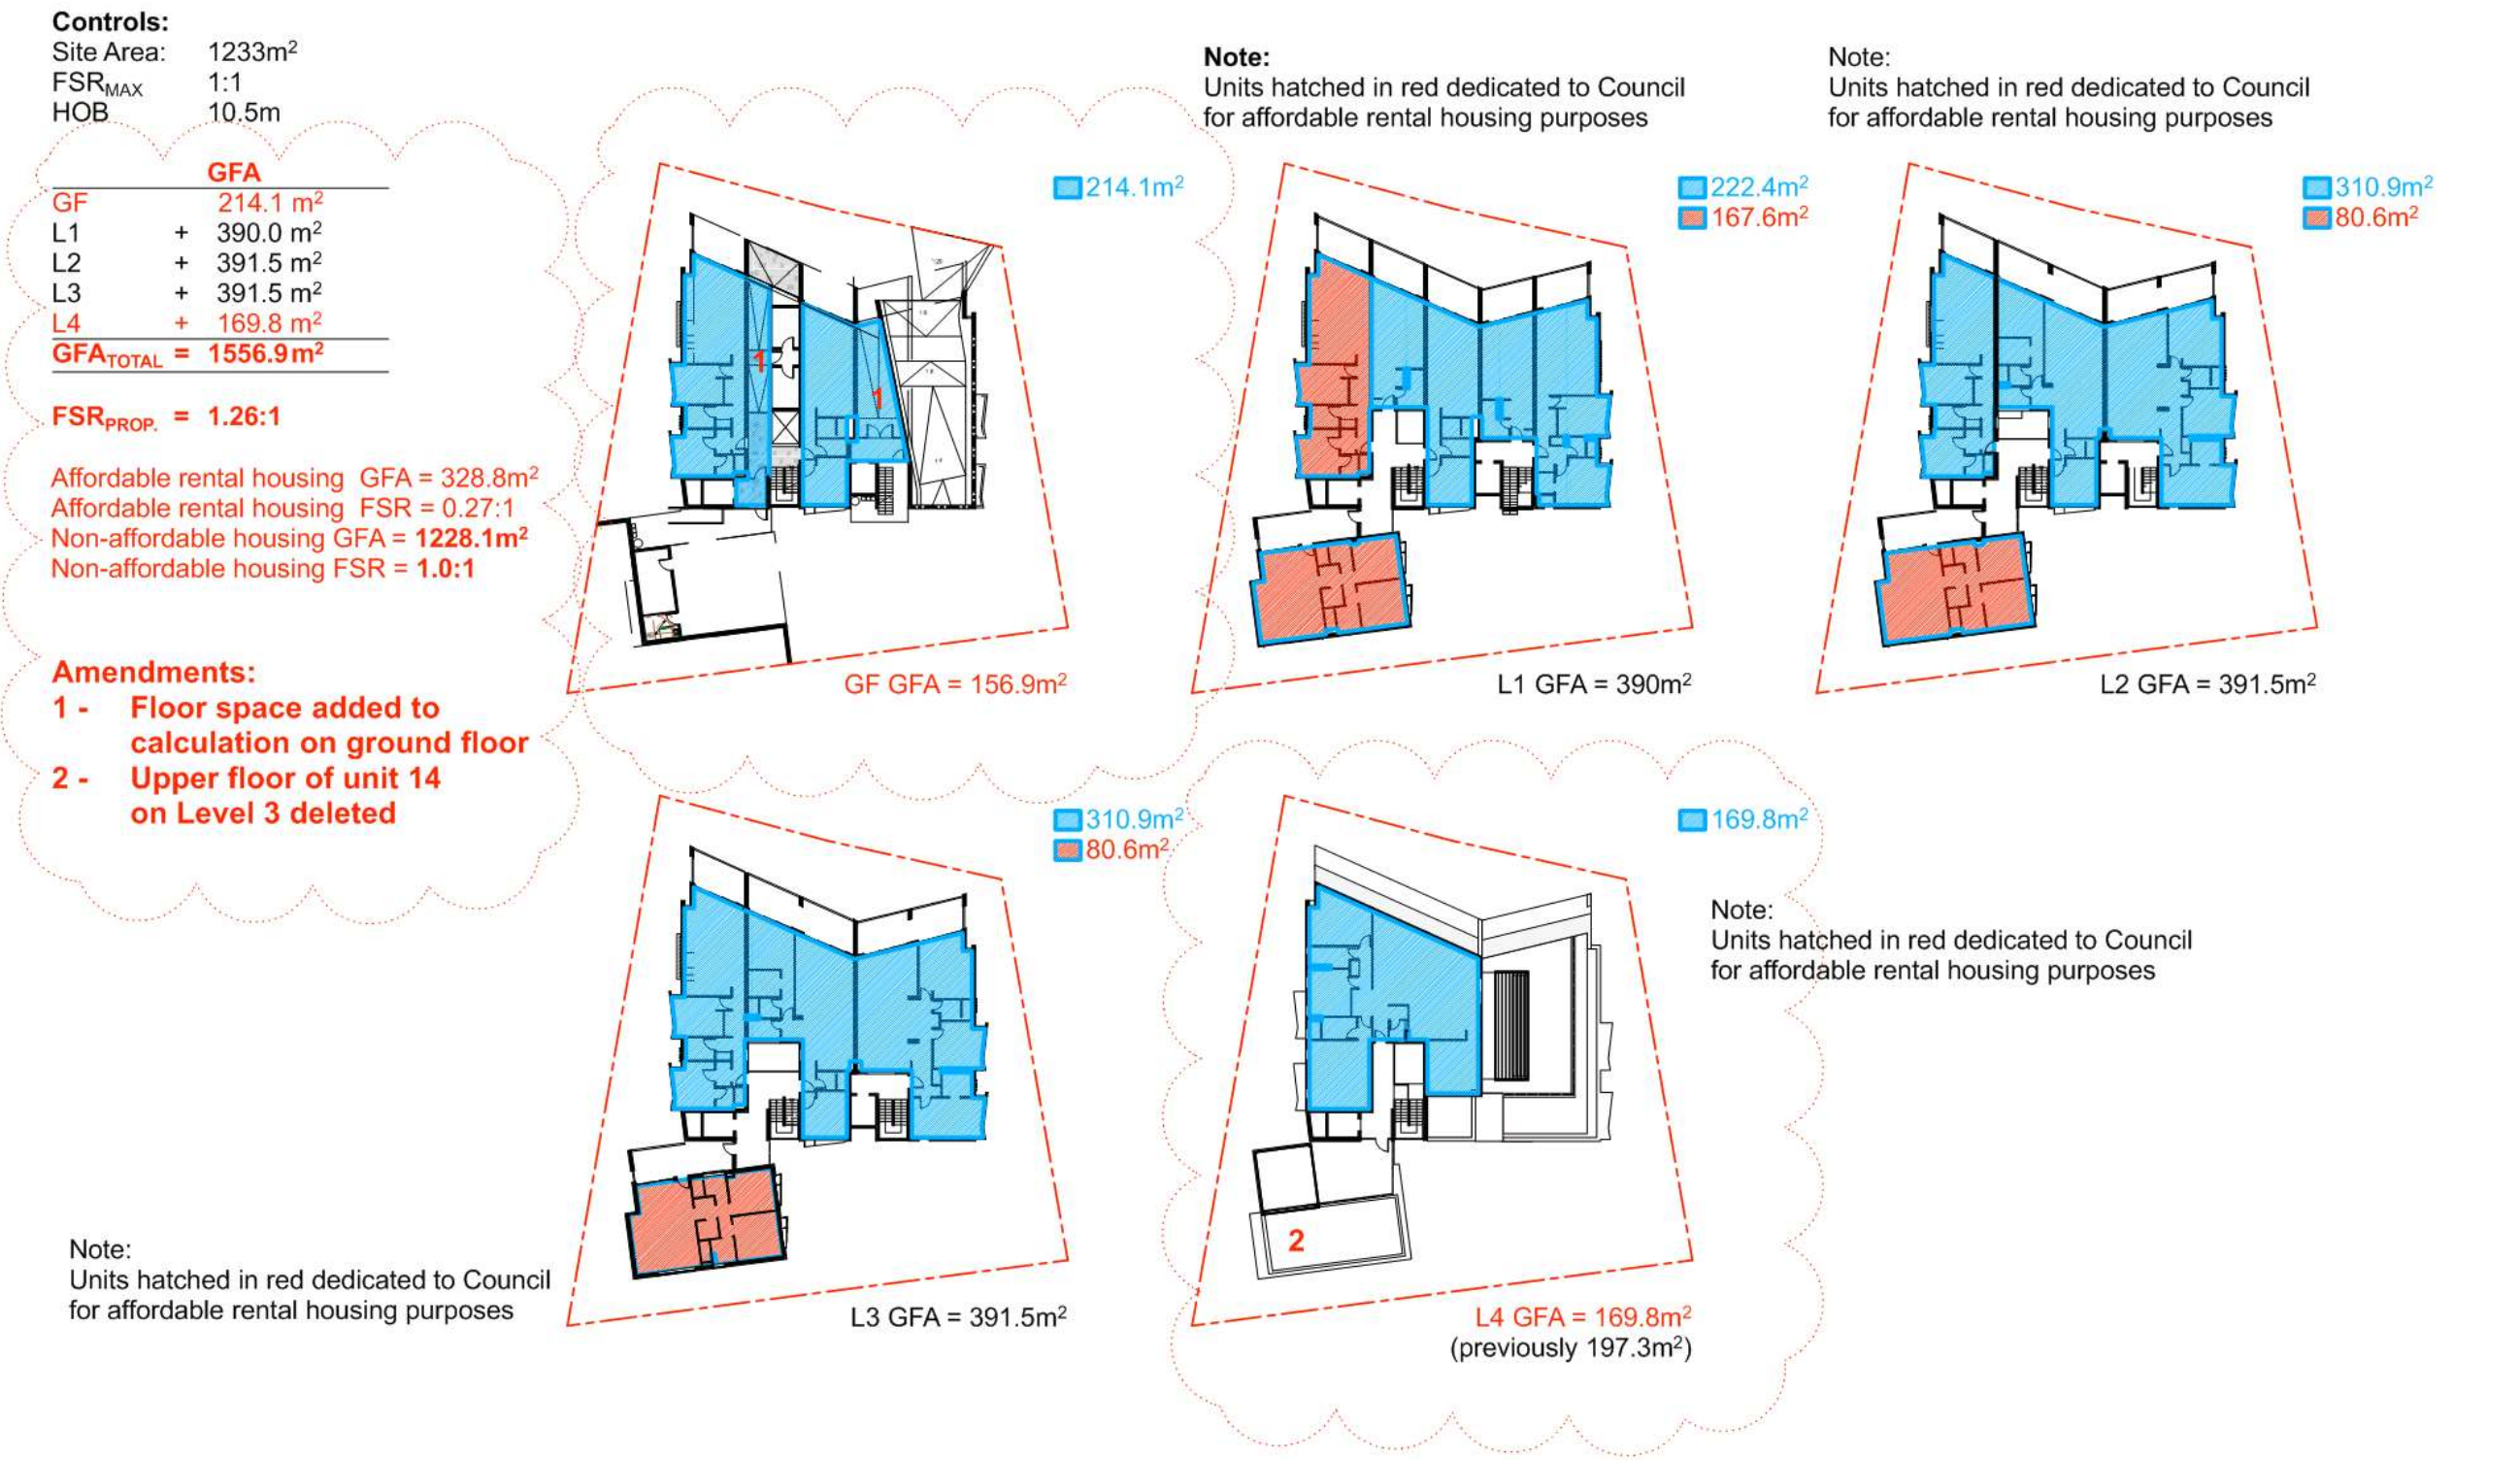 Controls:
Site Area: 1233m²
FSRMAX 1:1
HOB 10.5m
GFA
GF 214.1 m²
L1 + 390.0 m²
L2 + 391.5 m²
L3 + 391.5 m²
L4 + 169.8 m²
GFATOTAL = 1556.9m²
FSRPROP. = 1.26:1
Affordable rental housing GFA = 328.8m²
Affordable rental housing FSR = 0.27:1
Non-affordable housing GFA = 1228.1m²
Non-affordable housing FSR = 1.0:1
Amendments:
1 - Floor space added to
calculation on ground floor
2 - Upper floor of unit 14
on Level 3 deleted
214.1m²
1
1
GF GFA = 156.9m²
Note:
Units hatched in red dedicated to Council
for affordable rental housing purposes
222.4m²
167.6m²
L1 GFA = 390m²
Note:
Units hatched in red dedicated to Council
for affordable rental housing purposes
310.9m²
80.6m²
L2 GFA = 391.5m²
Note:
Units hatched in red dedicated to Council
for affordable rental housing purposes
310.9m²
80.6m²
L3 GFA = 391.5m²
169.8m²
Note:
Units hatched in red dedicated to Council
for affordable rental housing purposes
2
L4 GFA = 169.8m²
(previously 197.3m²)